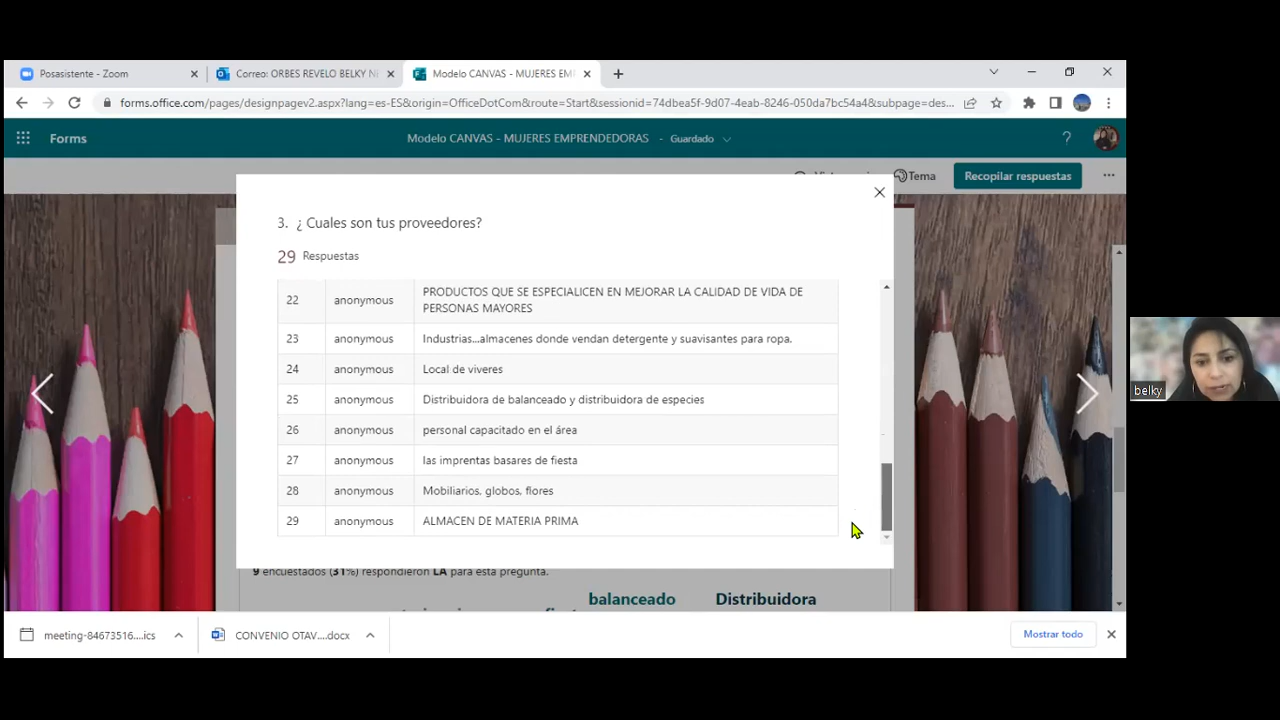 Posasistente - Zoom
Correo: ORBES REVELO BELKY N
Modelo CANVAS - MUJERES EM
forms.office.com/pages/designpagev2.aspx?lang=es-ES&origin=OfficeDotCom&route=Start&sessionid=74dbea5f-9d07-4eab-8246-050da7bc54a4&subpage=des...
Forms
Modelo CANVAS - MUJERES EMPRENDEDORAS - Guardado
?
Tema
Recopilar respuestas
3. ¿ Cuales son tus proveedores?
29 Respuestas
22 anonymous PRODUCTOS QUE SE ESPECIALICEN EN MEJORAR LA CALIDAD DE VIDA DE
PERSONAS MAYORES
23 anonymous Industrias...almacenes donde vendan detergente y suavisantes para ropa.
24 anonymous Local de viveres
25 anonymous Distribuidora de balanceado y distribuidora de especies
26 anonymous personal capacitado en el área
27 anonymous las imprentas basares de fiesta
28 anonymous Mobiliarios, globos, flores
29 anonymous ALMACEN DE MATERIA PRIMA
belky
9 encuestados (31%) respondieron LA para esta pregunta.
balanceado Distribuidora
meeting-84673516....ics
CONVENIO OTAV....docx
Mostrar todo